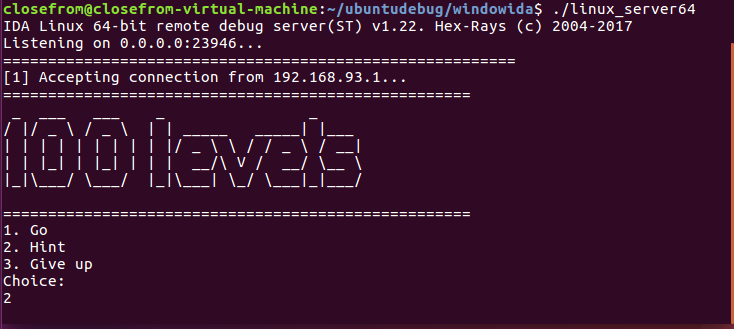 closefrom@closefrom-virtual-machine:~/ubuntudebug/windowida$ ./linux_server64
IDA Linux 64-bit remote debug server(ST) v1.22. Hex-Rays (c) 2004-2017
Listening on 0.0.0.0:23946...
=========================================================
[1] Accepting connection from 192.168.93.1...
====================================================
100 levels
====================================================
1. Go
2. Hint
3. Give up
Choice:
2